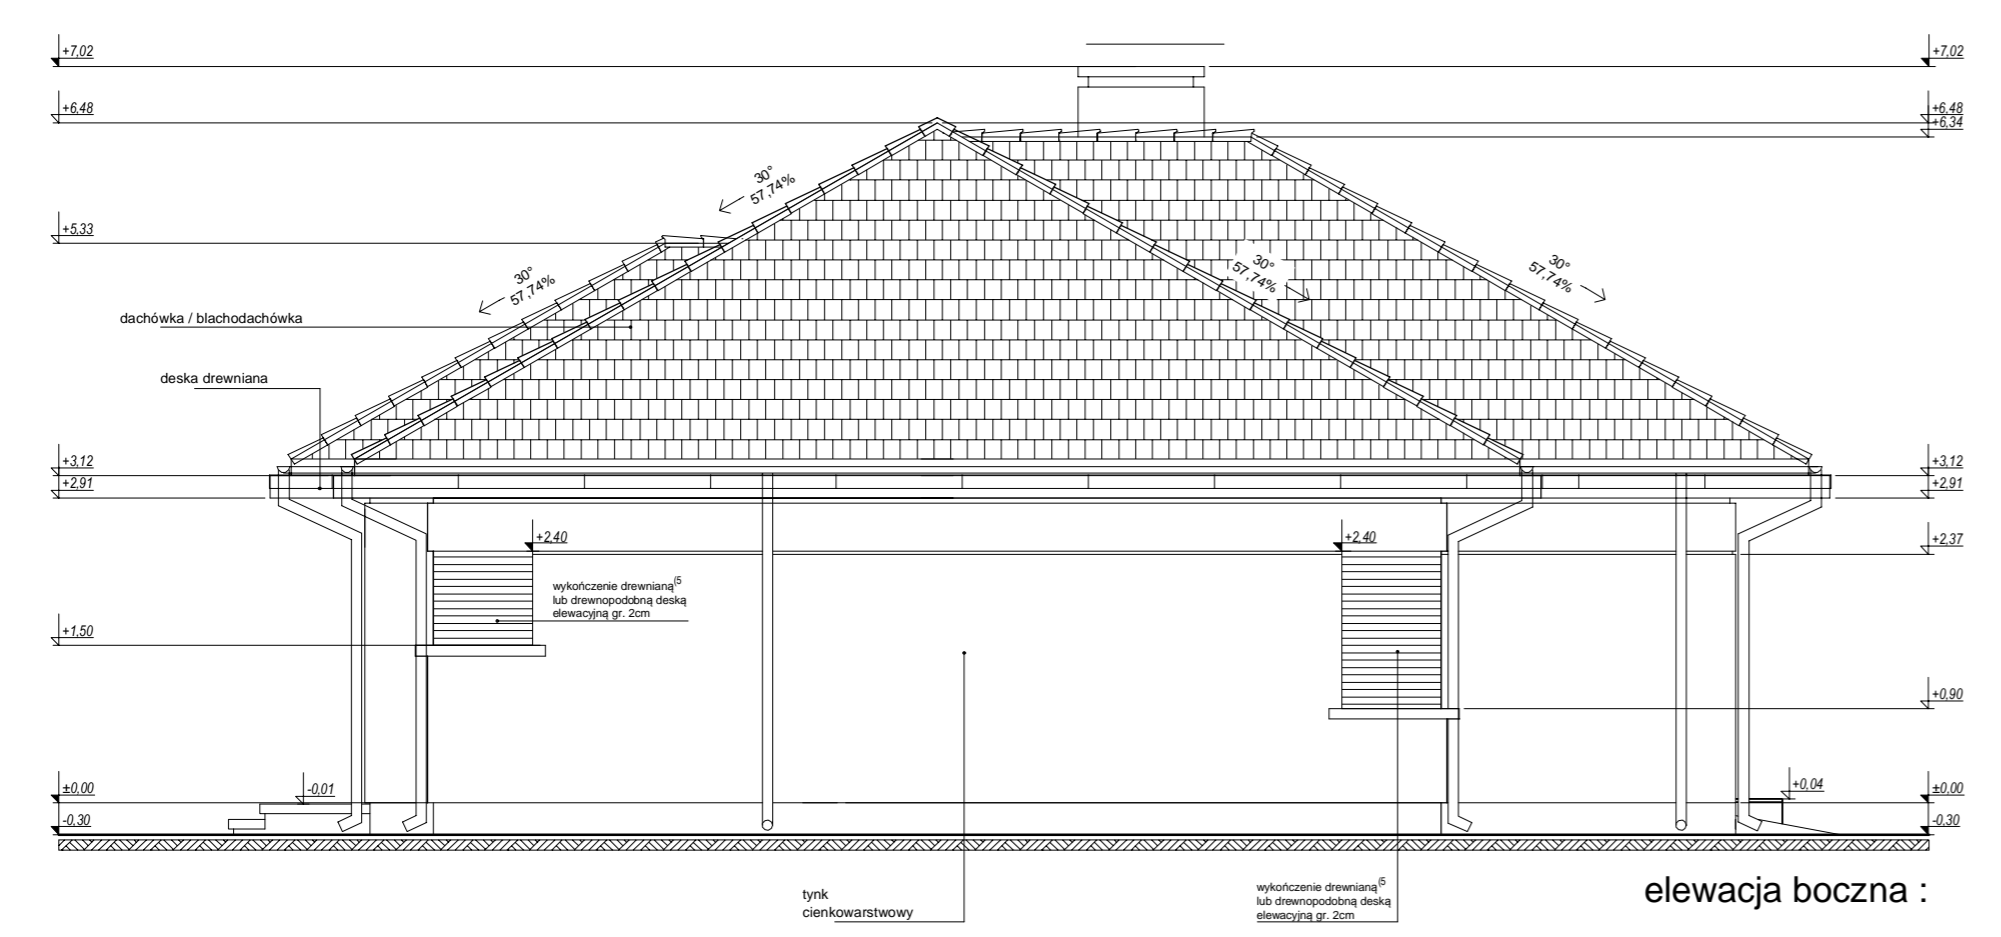 +7,02
+7,02
+6,48
+6,48
+6,34
30°
57,74%
+5,33
30°
57,74%
30°
57,74%
30°
57,74%
dachówka / blachodachówka
deska drewniana
+3,12
+3,12
+2,91
+2,91
+2,40
+2,40
+2,37
wykończenie drewnianą(5
lub drewnopodobną deską
elewacyjną gr. 2cm
+1,50
+0,90
±0,00
-0,01
+0,04
±0,00
-0,30
-0,30
tynk
cienkowarstwowy
wykończenie drewnianą(5
lub drewnopodobną deską
elewacyjną gr. 2cm
elewacja boczna :